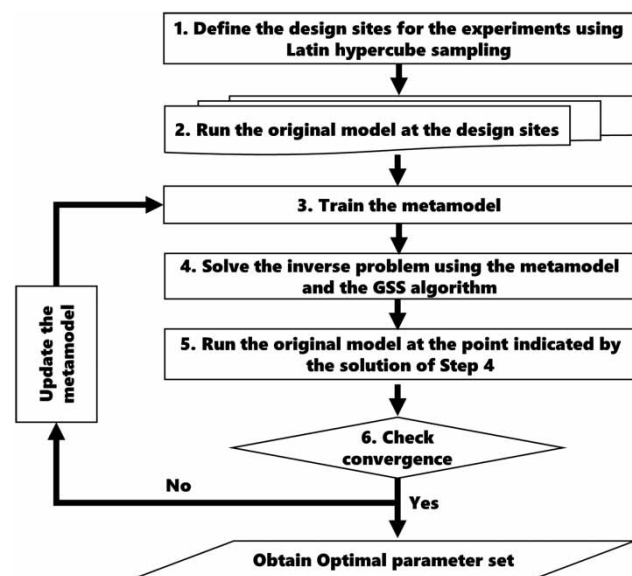 1. Define the design sites for the experiments using
Latin hypercube sampling
2. Run the original model at the design sites
3. Train the metamodel
4. Solve the inverse problem using the metamodel
and the GSS algorithm
5. Run the original model at the point indicated by
the solution of Step 4
Update the
metamodel
6. Check
convergence
No
Yes
Obtain Optimal parameter set